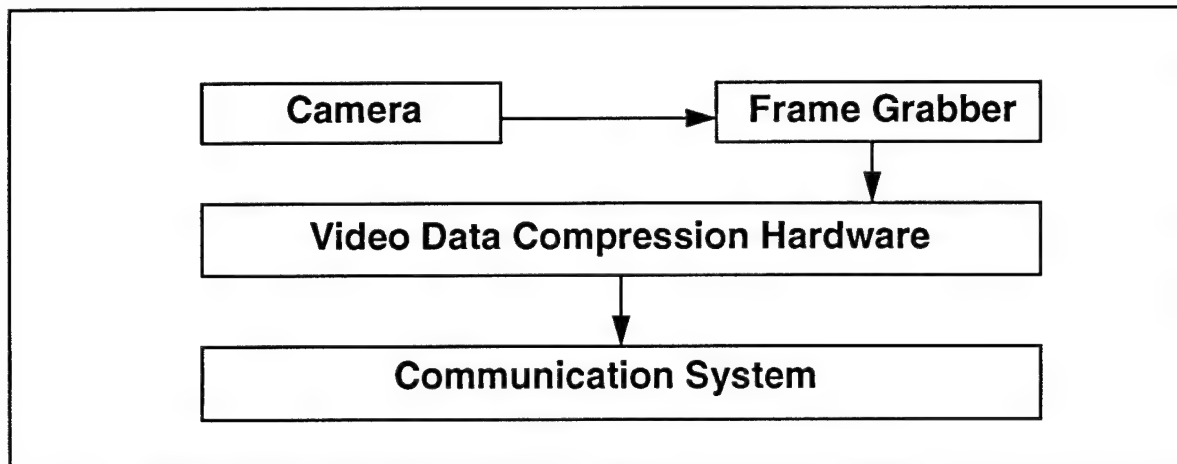 Camera
Frame Grabber
Video Data Compression Hardware
Communication System